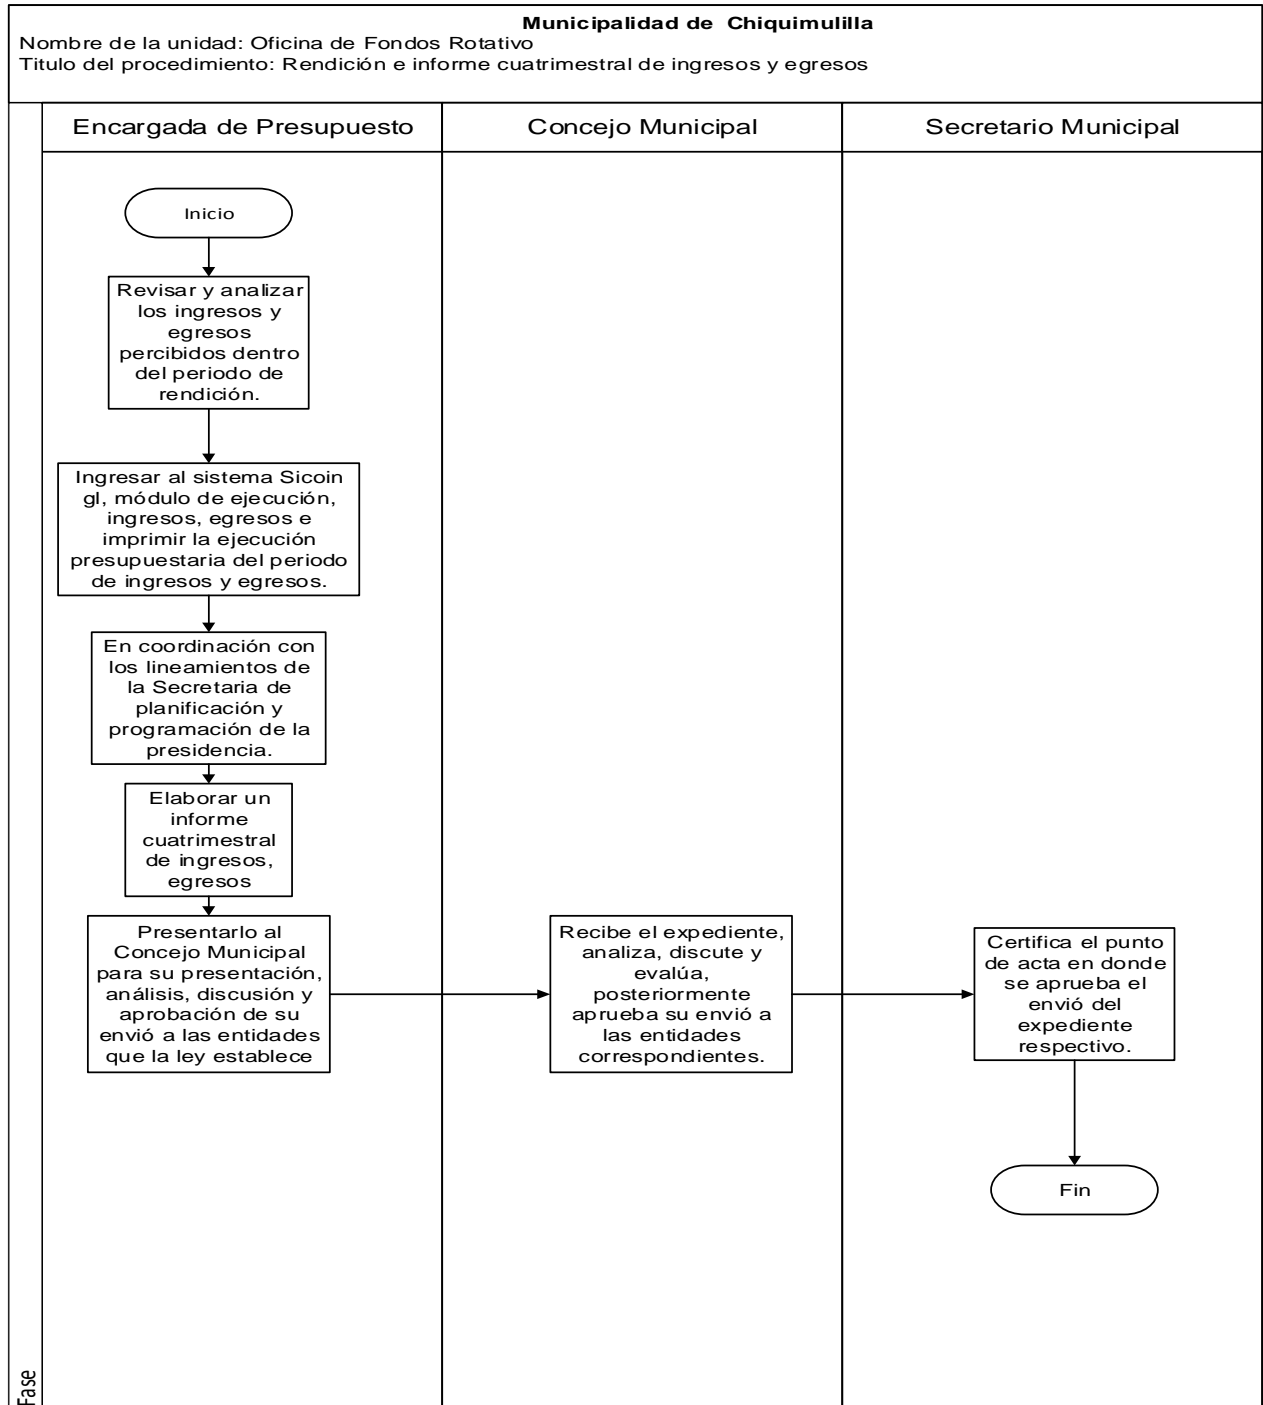 Municipalidad de  Chiquimulilla
Nombre de la unidad: Oficina de Fondos Rotativo
Titulo del procedimiento: Rendición e informe cuatrimestral de ingresos y egresos
Encargada de Presupuesto
Concejo Municipal
Secretario Municipal
Inicio
Revisar y analizar
los ingresos y
egresos
percibidos dentro
del periodo de
rendición.
Ingresar al sistema Sicoin
gl, módulo de ejecución,
ingresos, egresos e
imprimir la ejecución
presupuestaria del periodo
de ingresos y egresos.
En coordinación con
los lineamientos de
la Secretaria de
planificación y
programación de la
presidencia.
Elaborar un
informe
cuatrimestral
de ingresos,
egresos
Presentarlo al
Concejo Municipal
para su presentación,
análisis, discusión y
aprobación de su
envió a las entidades
que la ley establece
Recibe el expediente,
analiza, discute y
evalúa,
posteriormente
aprueba su envió a
las entidades
correspondientes.
Certifica el punto
de acta en donde
se aprueba el
envió del
expediente
respectivo.
Fin
Fase